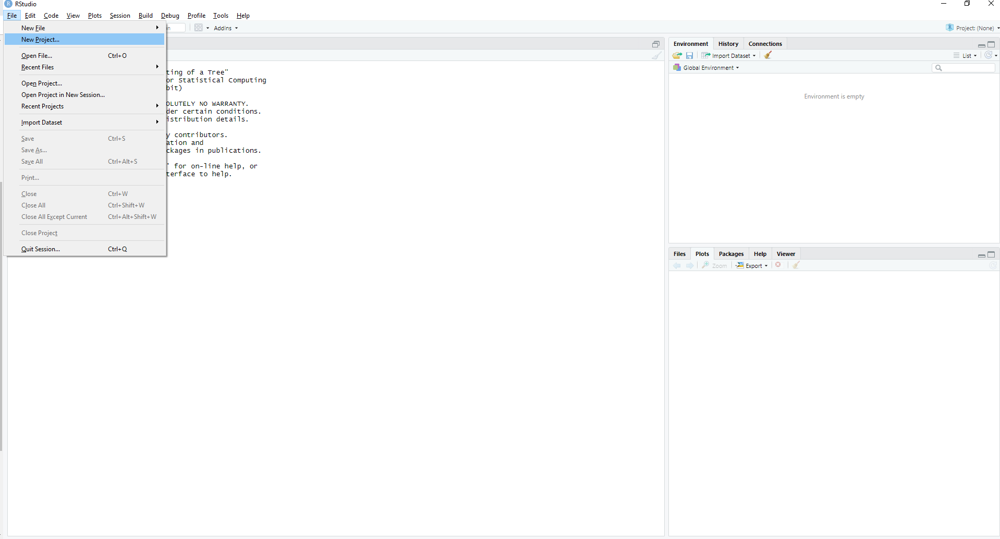 RStudio
File Edit Code View Plots Session Build Debug Profile Tools Help
Addins
Project: (None)
New File
New Project...
Open File... Ctrl+O
Recent Files
Open Project...
Open Project in New Session...
Recent Projects
Import Dataset
Save Ctrl+S
Save As...
Save All Ctrl+Alt+S
Print...
Close Ctrl+W
Close All Ctrl+Shift+W
Close All Except Current Ctrl+Alt+Shift+W
Close Project
Quit Session... Ctrl+Q
ting of a Tree"
or Statistical Computing
bit)
OLUTELY NO WARRANTY.
der certain conditions.
istribution details.
y contributors.
ation and
ckages in publications.
' for on-line help, or
terface to help.
Environment History Connections
Import Dataset List
Global Environment
Environment is empty
Files Plots Packages Help Viewer
Zoom Export